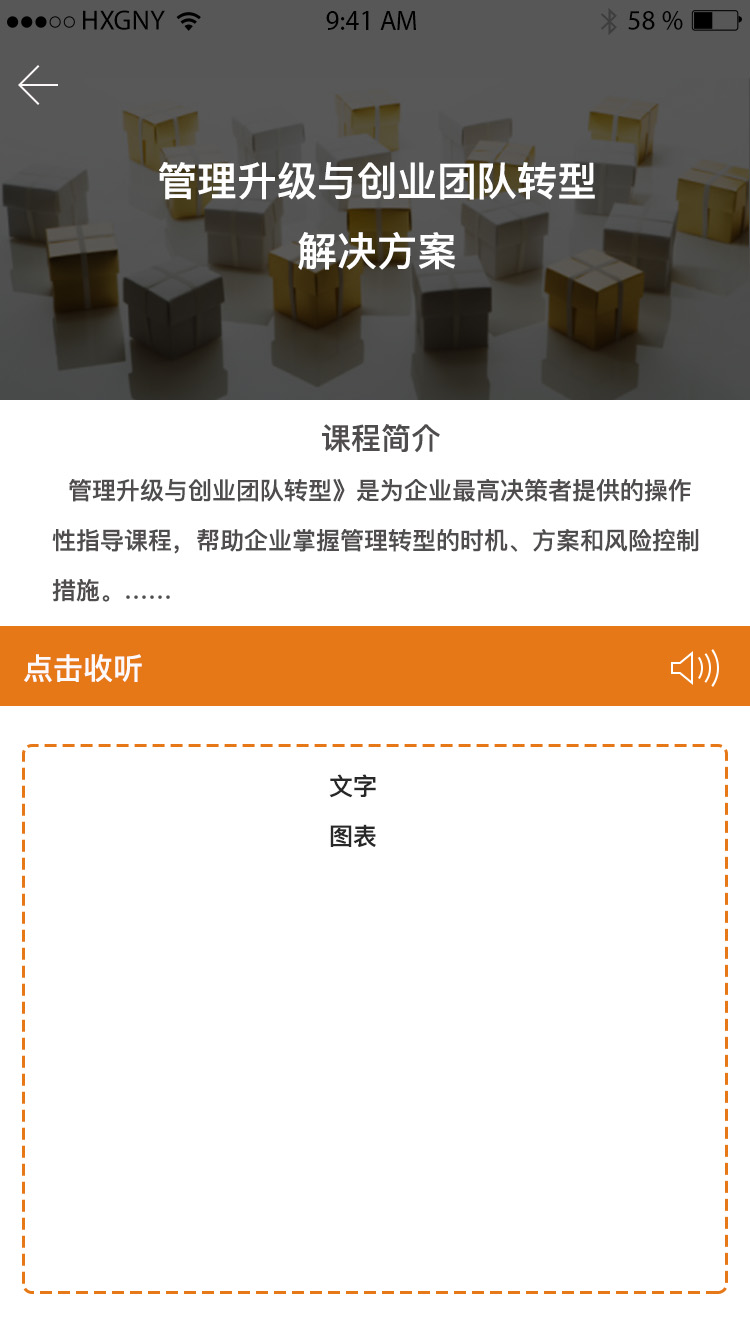 HXGNY 9:41 AM 58 %
管理升级与创业团队转型
解决方案
课程简介
管理升级与创业团队转型》是为企业最高决策者提供的操作
性指导课程，帮助企业掌握管理转型的时机、方案和风险控制
措施。……
点击收听
文字
图表